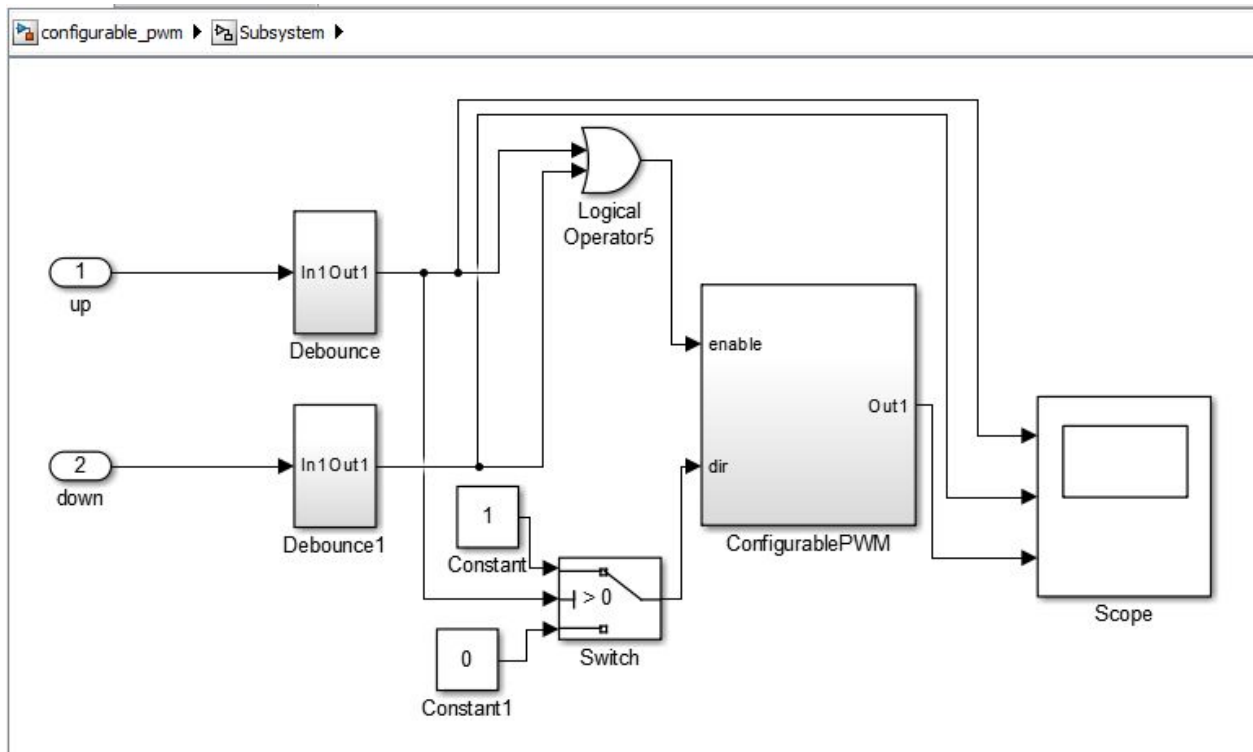 configurable_pwm
Subsystem
Logical
Operator5
1
up
In1 Out1
Debounce
enable
Out1
dir
ConfigurablePWM
2
down
In1 Out1
Debounce1
1
Constant
> 0
Switch
0
Constant1
Scope